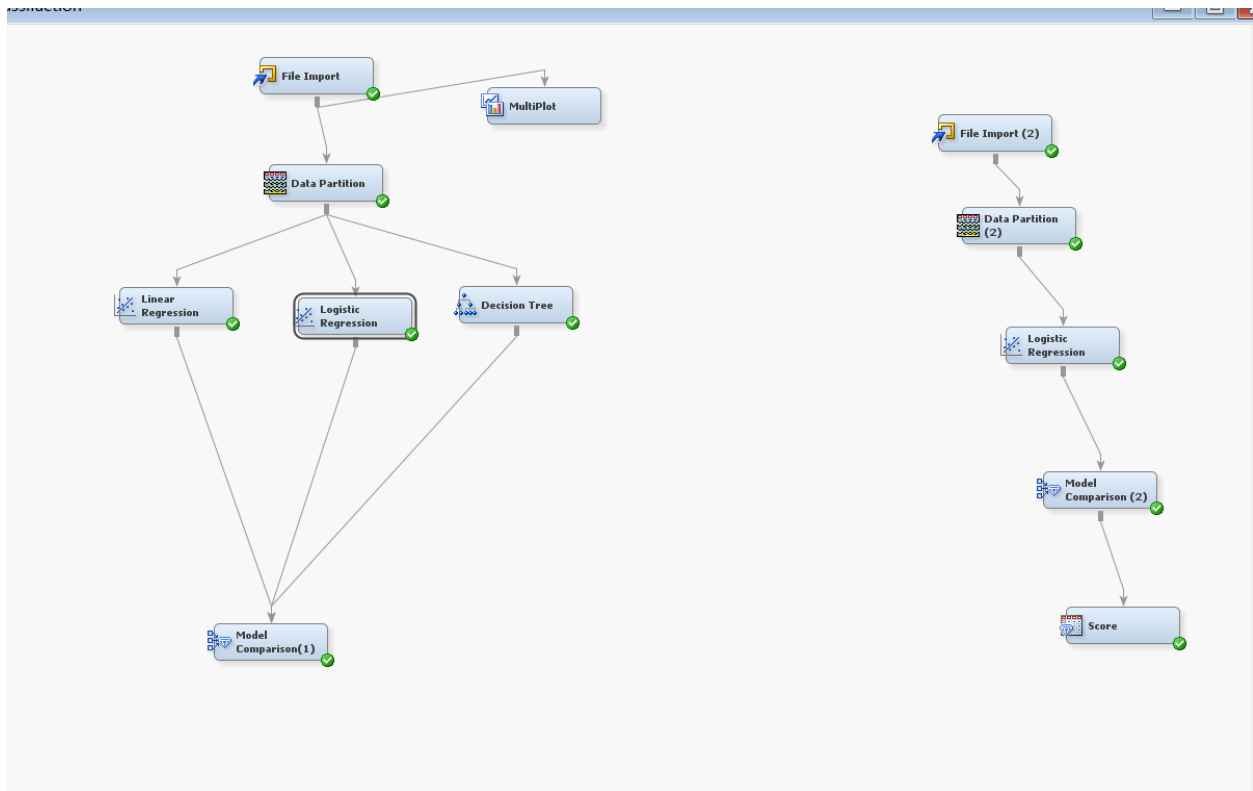 File Import
MultiPlot
Data Partition
Linear
Regression
Logistic
Regression
Decision Tree
Model
Comparison(1)
File Import (2)
Data Partition
(2)
Logistic
Regression
Model
Comparison (2)
Score